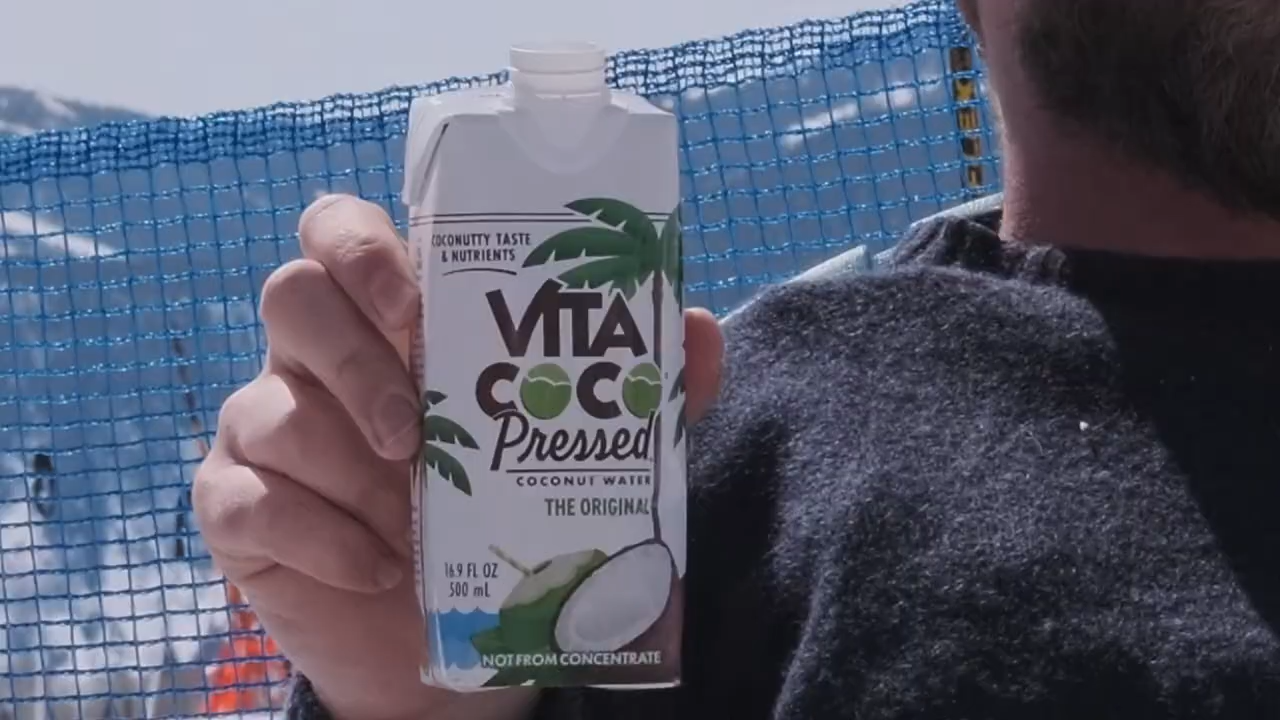 COCONUTTY TASTE
& NUTRIENTS
VITA
COCO
Pressed
COCONUT WATER
THE ORIGINAL
16.9 FL OZ
500 mL
NOT FROM CONCENTRATE